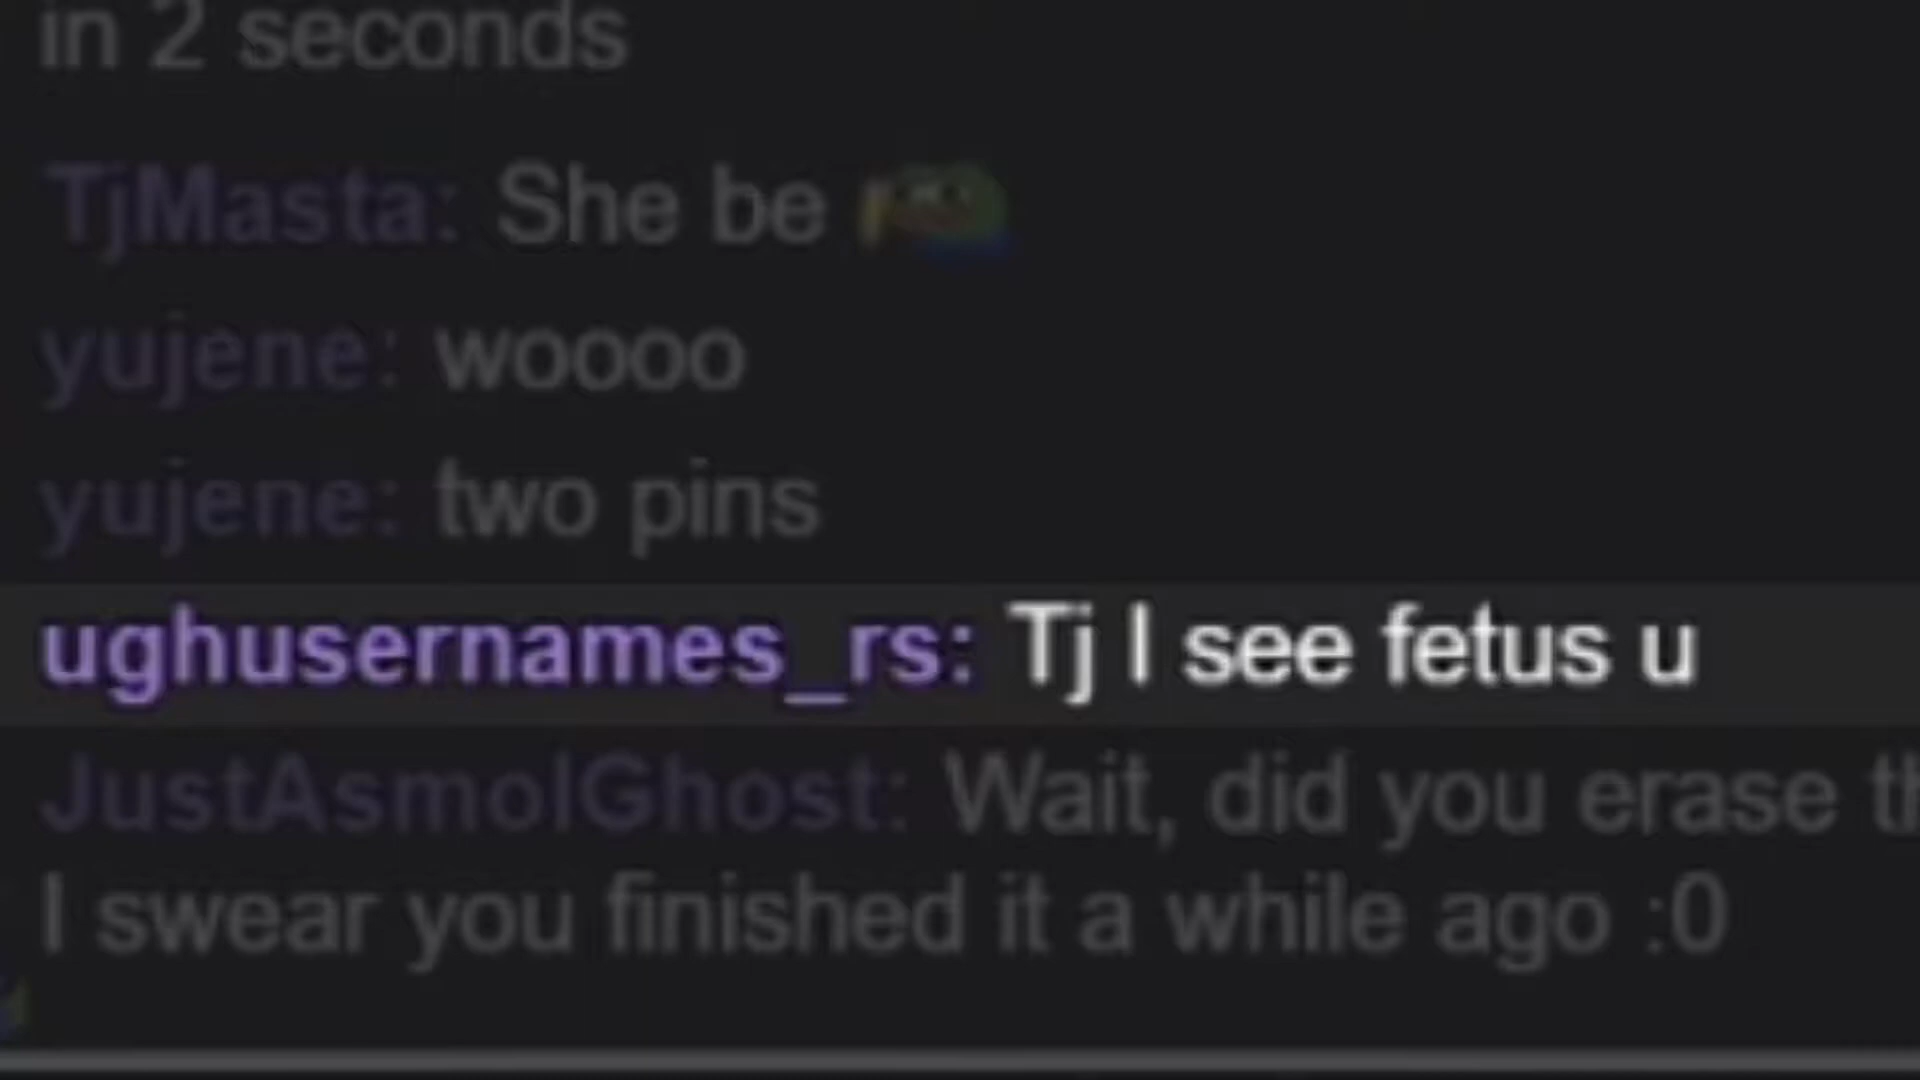 in 2 seconds
TjMasta: She be
yujene: woooo
yujene: two pins
ughusernames_rs: Tj I see fetus u
JustAsmolGhost: Wait, did you erase th
I swear you finished it a while ago :0